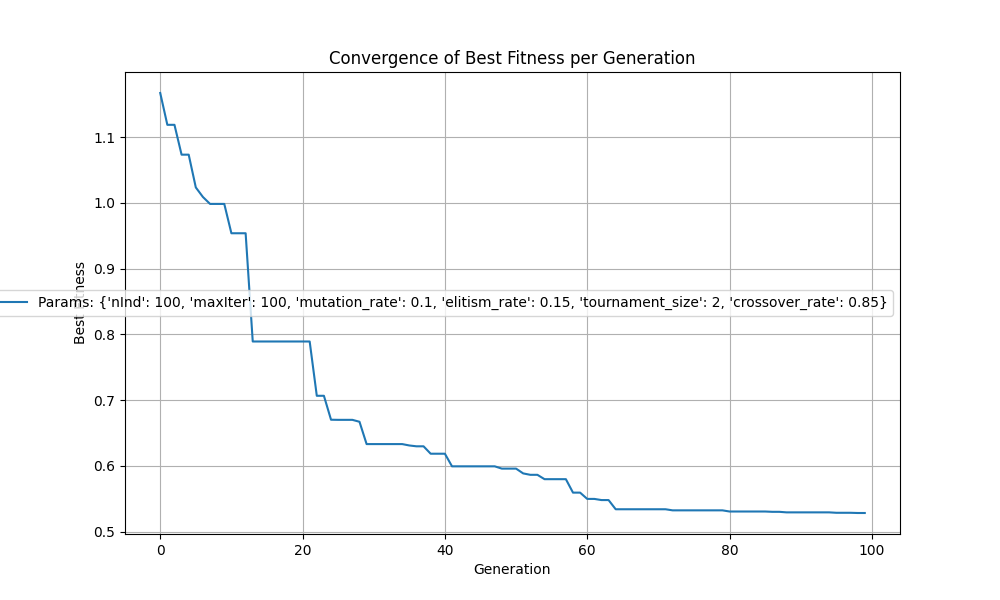 Convergence of Best Fitness per Generation
1.1
1.0
0.9
0.8
0.7
0.6
0.5
Best
ness
Params: {'nInd': 100, 'maxIter': 100, 'mutation_rate': 0.1, 'elitism_rate': 0.15, 'tournament_size': 2, 'crossover_rate': 0.85}
0 20 40 60 80 100
Generation